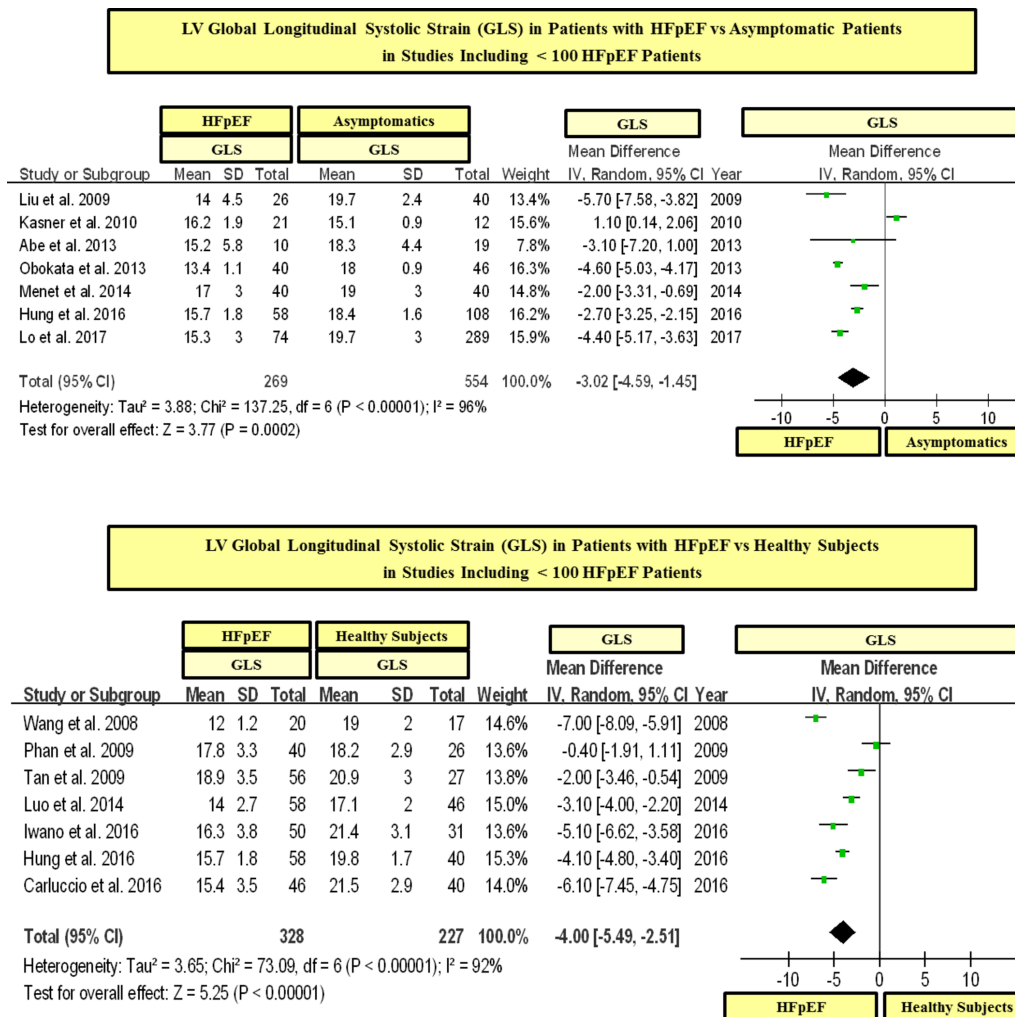 LV Global Longitudinal Systolic Strain (GLS) in Patients with HFpEF vs Asymptomatic Patients
in Studies Including < 100 HFpEF Patients
HFpEF Asymptomatics GLS GLS
GLS GLS
Mean Difference Mean Difference
Study or Subgroup Mean SD Total Mean SD Total Weight IV, Random, 95% CI Year IV, Random, 95% CI
Liu et al. 2009 14 4.5 26 19.7 2.4 40 13.4% -5.70 [-7.58, -3.82] 2009
Kasner et al. 2010 16.2 1.9 21 15.1 0.9 12 15.6% 1.10 [0.14, 2.06] 2010
Abe et al. 2013 15.2 5.8 10 18.3 4.4 19 7.8% -3.10 [-7.20, 1.00] 2013
Obokata et al. 2013 13.4 1.1 40 18 0.9 46 16.3% -4.60 [-5.03, -4.17] 2013
Menet et al. 2014 17 3 40 19 3 40 14.8% -2.00 [-3.31, -0.69] 2014
Hung et al. 2016 15.7 1.8 58 18.4 1.6 108 16.2% -2.70 [-3.25, -2.15] 2016
Lo et al. 2017 15.3 3 74 19.7 3 289 15.9% -4.40 [-5.17, -3.63] 2017
Total (95% CI) 269 554 100.0% -3.02 [-4.59, -1.45]
Heterogeneity: Tau² = 3.88; Chi² = 137.25, df = 6 (P < 0.00001); I² = 96%
Test for overall effect: Z = 3.77 (P = 0.0002)
-10 -5 0 5 10
HFpEF Asymptomatics
LV Global Longitudinal Systolic Strain (GLS) in Patients with HFpEF vs Healthy Subjects
in Studies Including < 100 HFpEF Patients
HFpEF Healthy Subjects GLS GLS
GLS GLS
Mean Difference Mean Difference
Study or Subgroup Mean SD Total Mean SD Total Weight IV, Random, 95% CI Year IV, Random, 95% CI
Wang et al. 2008 12 1.2 20 19 2 17 14.6% -7.00 [-8.09, -5.91] 2008
Phan et al. 2009 17.8 3.3 40 18.2 2.9 26 13.6% -0.40 [-1.91, 1.11] 2009
Tan et al. 2009 18.9 3.5 56 20.9 3 27 13.8% -2.00 [-3.46, -0.54] 2009
Luo et al. 2014 14 2.7 58 17.1 2 46 15.0% -3.10 [-4.00, -2.20] 2014
Iwano et al. 2016 16.3 3.8 50 21.4 3.1 31 13.6% -5.10 [-6.62, -3.58] 2016
Hung et al. 2016 15.7 1.8 58 19.8 1.7 40 15.3% -4.10 [-4.80, -3.40] 2016
Carluccio et al. 2016 15.4 3.5 46 21.5 2.9 40 14.0% -6.10 [-7.45, -4.75] 2016
Total (95% CI) 328 227 100.0% -4.00 [-5.49, -2.51]
Heterogeneity: Tau² = 3.65; Chi² = 73.09, df = 6 (P < 0.00001); I² = 92%
Test for overall effect: Z = 5.25 (P < 0.00001)
-10 -5 0 5 10
HFpEF Healthy Subjects